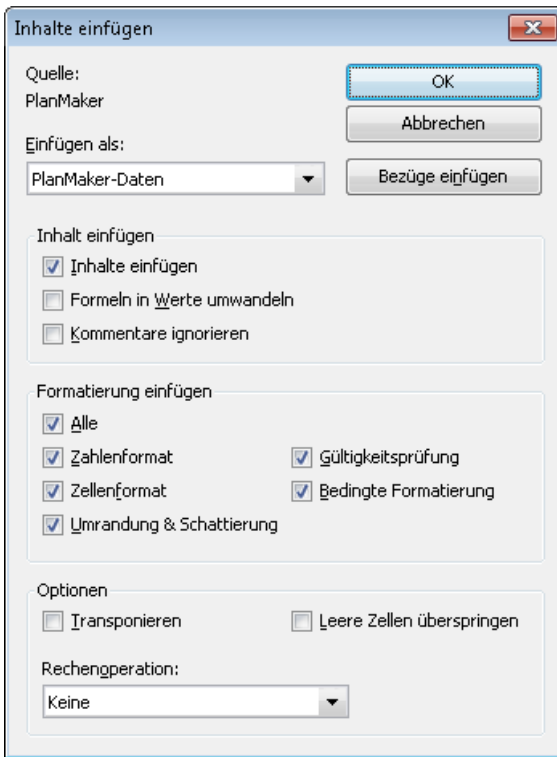 Inhalte einfügen
Quelle:
PlanMaker
OK
Abbrechen
Einfügen als:
PlanMaker-Daten
Bezüge einfügen
Inhalt einfügen
Inhalte einfügen
Formeln in Werte umwandeln
Kommentare ignorieren
Formatierung einfügen
Alle
Zahlenformat
Gültigkeitsprüfung
Zellenformat
Bedingte Formatierung
Umrandung & Schattierung
Optionen
Transponieren
Leere Zellen überspringen
Rechenoperation:
Keine